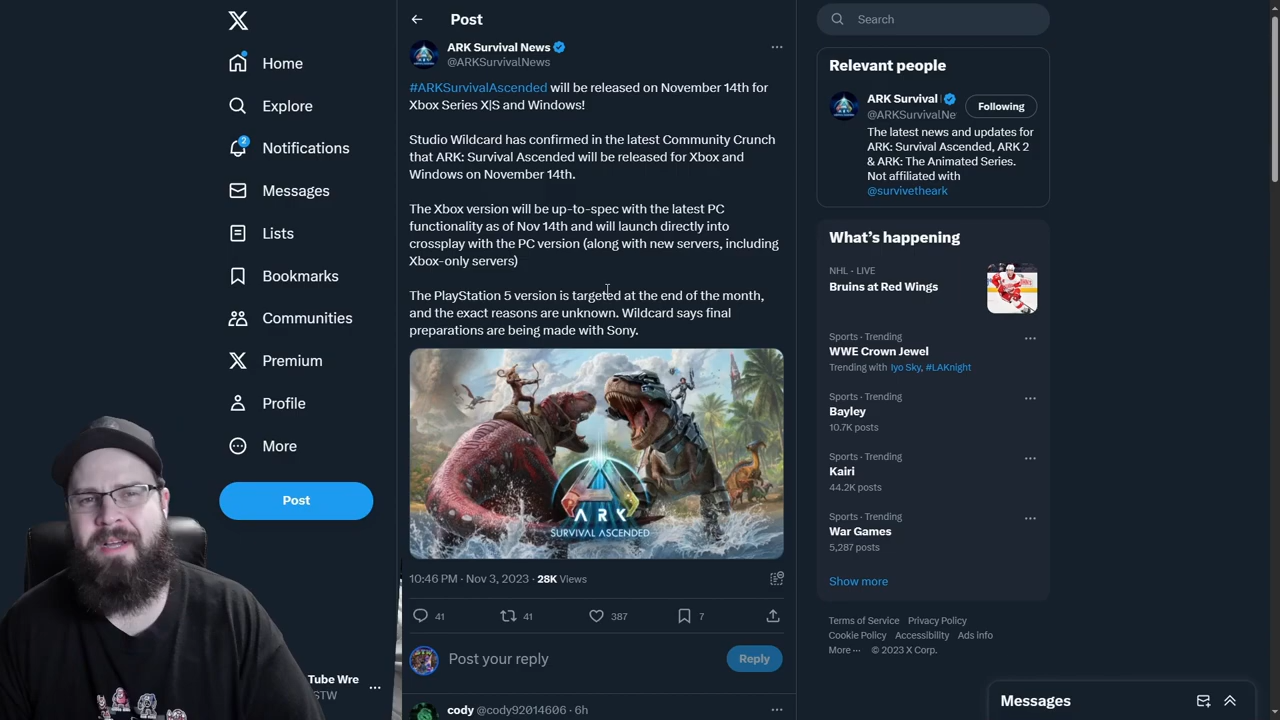 Home
Explore
2
Notifications
Messages
Lists
Bookmarks
Communities
Premium
Profile
More
Post
Tube Wre
STW
Post
ARK Survival News
@ARKSurvivalNews
#ARKSurvivalAscended will be released on November 14th for
Xbox Series X|S and Windows!
Studio Wildcard has confirmed in the latest Community Crunch
that ARK: Survival Ascended will be released for Xbox and
Windows on November 14th.
The Xbox version will be up-to-spec with the latest PC
functionality as of Nov 14th and will launch directly into
crossplay with the PC version (along with new servers, including
Xbox-only servers)
The PlayStation 5 version is targeted at the end of the month,
and the exact reasons are unknown. Wildcard says final
preparations are being made with Sony.
ARK
SURVIVAL ASCENDED
10:46 PM · Nov 3, 2023 · 28K Views
41 41 387 7
Post your reply
Reply
cody @cody92014606 · 6h
Search
Relevant people
ARK Survival
@ARKSurvivalNe
Following
The latest news and updates for
ARK: Survival Ascended, ARK 2
& ARK: The Animated Series.
Not affiliated with
@survivetheark
What's happening
NHL · LIVE
Bruins at Red Wings
Sports · Trending
WWE Crown Jewel
Trending with Iyo Sky, #LAKnight
Sports · Trending
Bayley
10.7K posts
Sports · Trending
Kairi
44.2K posts
Sports · Trending
War Games
5,287 posts
Show more
Terms of Service Privacy Policy
Cookie Policy Accessibility Ads info
More ··· © 2023 X Corp.
Messages